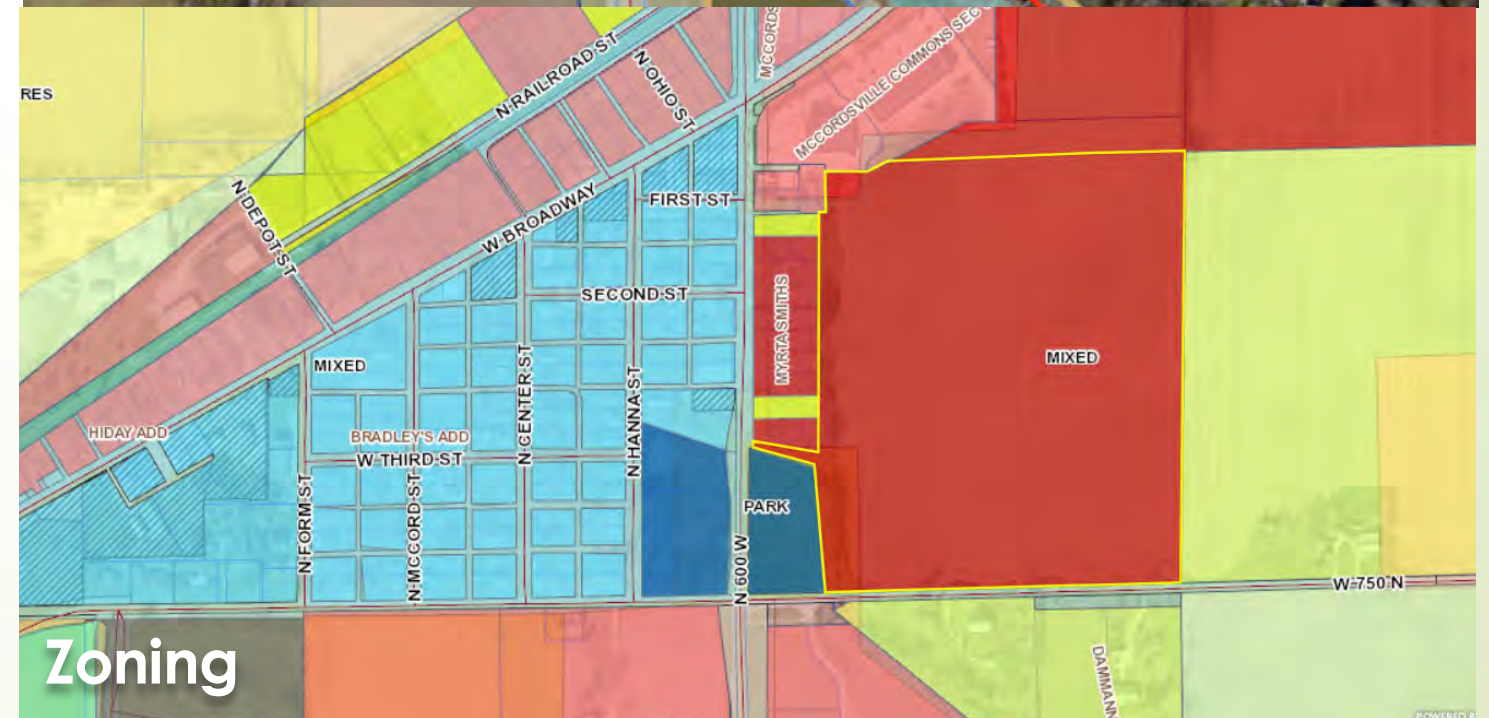 MCCORDS
MCCORDSVILLE COMMONS SEC
N RAILROAD ST
N OHIO ST
RES
N DEPOT ST
W BROADWAY
FIRST ST
SECOND ST
MYRTA SMITHS
MIXED
MIXED
N CENTER ST
N HANNA ST
HIDAY ADD
BRADLEY'S ADD
W THIRD ST
N FORM ST
N MCCORD ST
PARK
N 600 W
W 750 N
Zoning
DAMMANN
POWERED B